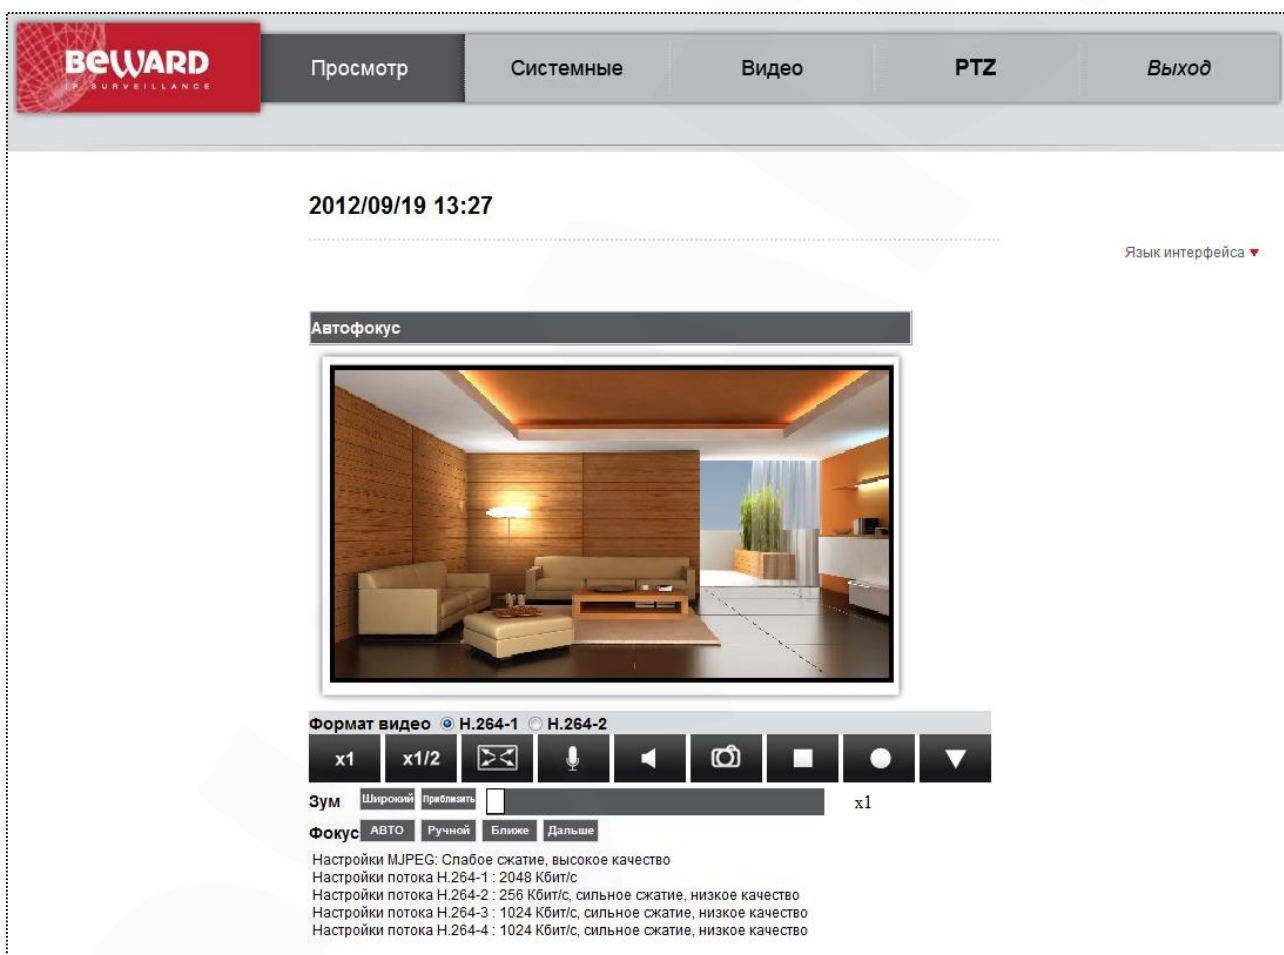 BEWARD
IP SURVEILLANCE
Просмотр
Системные
Видео
PTZ
Выход
2012/09/19 13:27
Язык интерфейса
Автофокус
Формат видео H.264-1 H.264-2
x1 x1/2
Зум Широкий Приблизить x1
Фокус АВТО Ручной Ближе Дальше
Настройки MJPEG: Слабое сжатие, высокое качество
Настройки потока H.264-1 : 2048 Кбит/с
Настройки потока H.264-2 : 256 Кбит/с, сильное сжатие, низкое качество
Настройки потока H.264-3 : 1024 Кбит/с, сильное сжатие, низкое качество
Настройки потока H.264-4 : 1024 Кбит/с, сильное сжатие, низкое качество